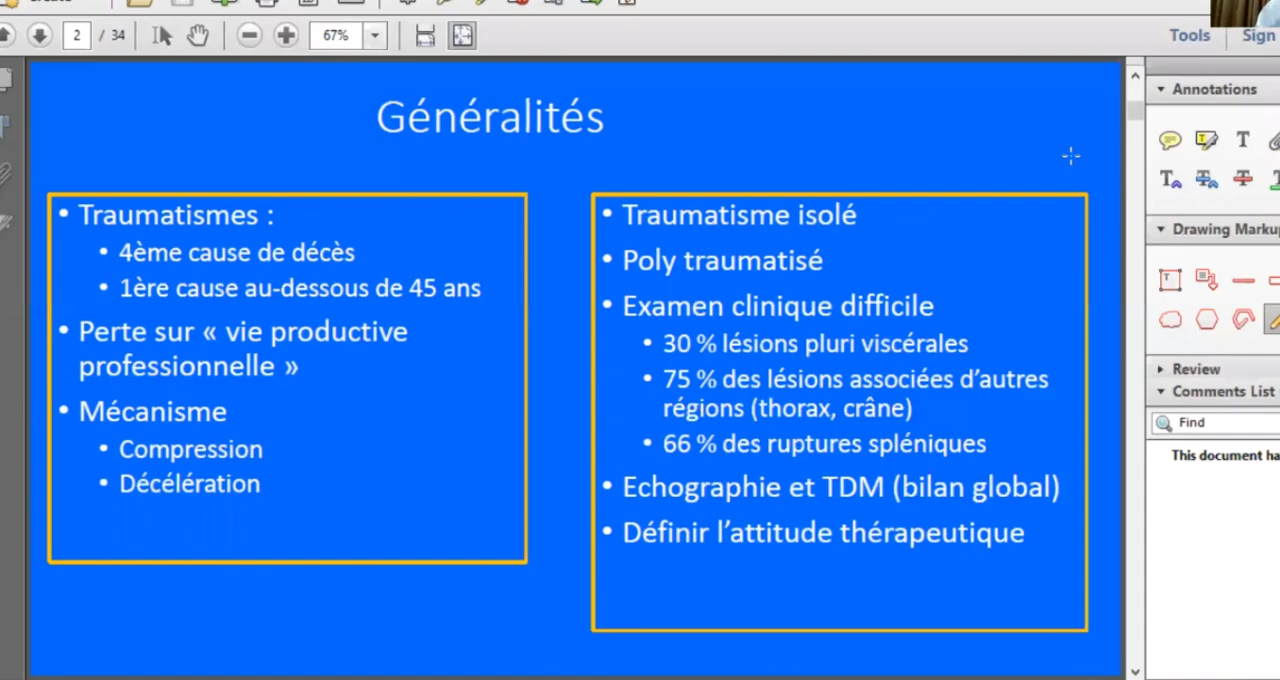 2 / 34
67%
Tools
Sign
Généralités
• Traumatismes :
• 4ème cause de décès
• 1ère cause au-dessous de 45 ans
• Perte sur « vie productive
professionnelle »
• Mécanisme
• Compression
• Décélération
• Traumatisme isolé
• Poly traumatisé
• Examen clinique difficile
• 30 % lésions pluri viscérales
• 75 % des lésions associées d’autres
régions (thorax, crâne)
• 66 % des ruptures spléniques
• Echographie et TDM (bilan global)
• Définir l’attitude thérapeutique
Annotations
Drawing Marku
Review
Comments List
Find
This document ha